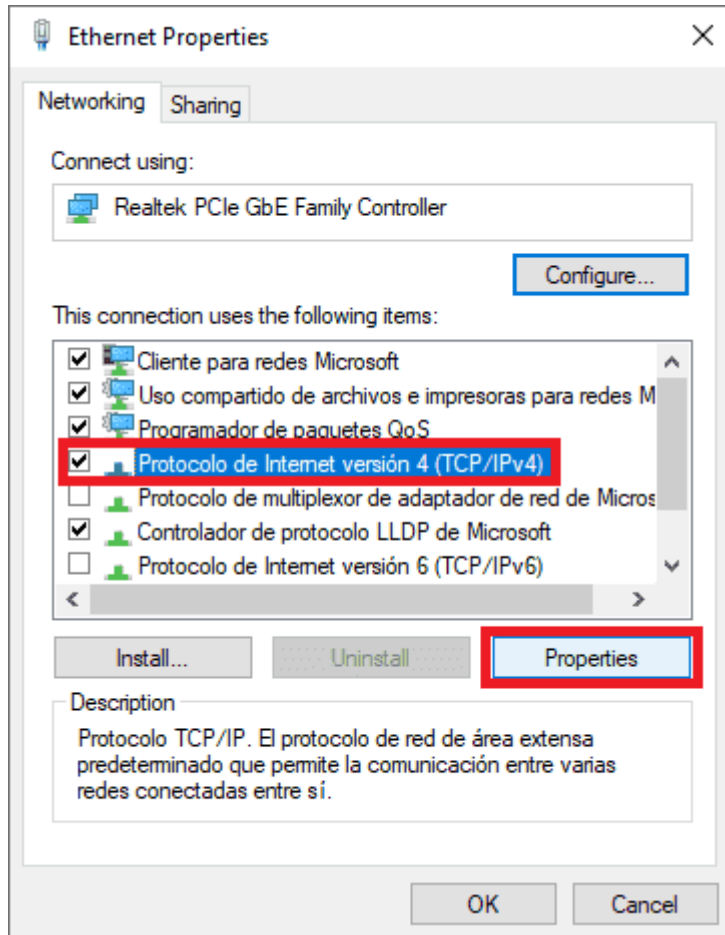 Ethernet Properties
Networking
Sharing
Connect using:
Realtek PCIe GbE Family Controller
Configure...
This connection uses the following items:
Cliente para redes Microsoft
Uso compartido de archivos e impresoras para redes M
Programador de paquetes QoS
Protocolo de Internet versión 4 (TCP/IPv4)
Protocolo de multiplexor de adaptador de red de Micros
Controlador de protocolo LLDP de Microsoft
Protocolo de Internet versión 6 (TCP/IPv6)
Install...
Uninstall
Properties
Description
Protocolo TCP/IP. El protocolo de red de área extensa
predeterminado que permite la comunicación entre varias
redes conectadas entre sí.
OK
Cancel